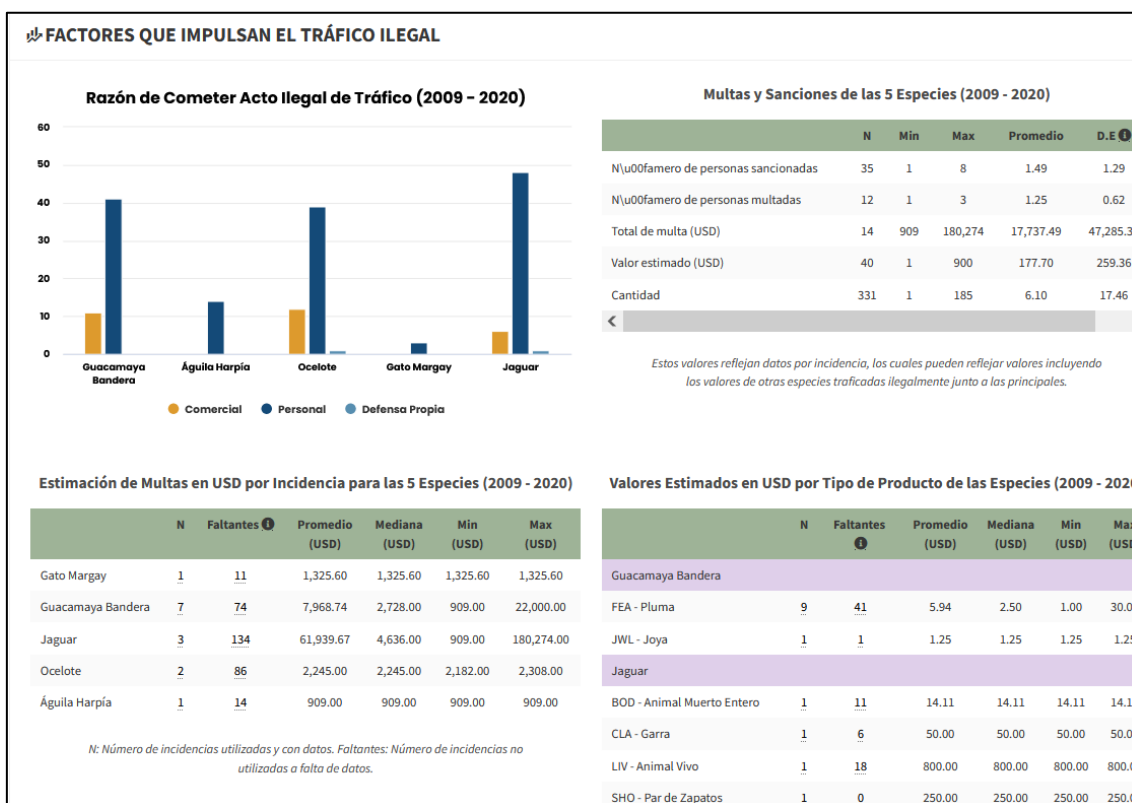 FACTORES QUE IMPULSAN EL TRÁFICO ILEGAL
Razón de Cometer Acto Ilegal de Tráfico (2009 - 2020)
60
50
40
30
20
10
0
Guacamaya Bandera
Águila Harpía
Ocelote
Gato Margay
Jaguar
Comercial Personal Defensa Propia
Multas y Sanciones de las 5 Especies (2009 - 2020)
N Min Max Promedio D.E
N\u00famero de personas sancionadas 35 1 8 1.49 1.29
N\u00famero de personas multadas 12 1 3 1.25 0.62
Total de multa (USD) 14 909 180,274 17,737.49 47,285.3
Valor estimado (USD) 40 1 900 177.70 259.36
Cantidad 331 1 185 6.10 17.46
Estos valores reflejan datos por incidencia, los cuales pueden reflejar valores incluyendo
los valores de otras especies traficadas ilegalmente junto a las principales.
Estimación de Multas en USD por Incidencia para las 5 Especies (2009 - 2020)
N Faltantes Promedio (USD) Mediana (USD) Min (USD) Max (USD)
Gato Margay 1 11 1,325.60 1,325.60 1,325.60 1,325.60
Guacamaya Bandera 7 74 7,968.74 2,728.00 909.00 22,000.00
Jaguar 3 134 61,939.67 4,636.00 909.00 180,274.00
Ocelote 2 86 2,245.00 2,245.00 2,182.00 2,308.00
Águila Harpía 1 14 909.00 909.00 909.00 909.00
N: Número de incidencias utilizadas y con datos. Faltantes: Número de incidencias no
utilizadas a falta de datos.
Valores Estimados en USD por Tipo de Producto de las Especies (2009 - 202
N Faltantes Promedio (USD) Mediana (USD) Min (USD)
Guacamaya Bandera
FEA - Pluma 9 41 5.94 2.50 1.00 30.0
JWL - Joya 1 1 1.25 1.25 1.25 1.25
Jaguar
BOD - Animal Muerto Entero 1 11 14.11 14.11 14.11 14.1
CLA - Garra 1 6 50.00 50.00 50.00 50.0
LIV - Animal Vivo 1 18 800.00 800.00 800.00 800.
SHO - Par de Zapatos 1 0 250.00 250.00 250.00 250.